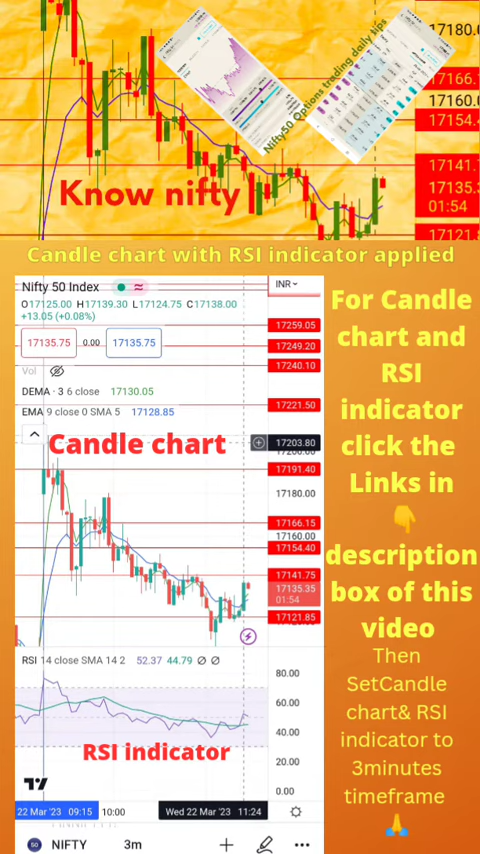 Nifty50 Options trading daily tips
17180.0
17166.1
17160.0
17154.4
17141.7
17135.3
01:54
17121.8
Know nifty
Candle chart with RSI indicator applied
Nifty 50 Index
INR
O17125.00 H17139.30 L17124.75 C17138.00
+13.05 (+0.08%)
17259.05
17135.75 0.00 17135.75
17249.20
17240.10
Vol
DEMA · 3 6 close 17130.05
17221.50
EMA 9 close 0 SMA 5 17128.85
Candle chart
17203.80
17200.00
17191.40
17180.00
17166.15
17160.00
17154.40
17141.75
17135.35
01:54
17121.85
RSI 14 close SMA 14 2 52.37 44.79 Ø Ø
80.00
60.00
40.00
20.00
0.00
RSI indicator
22 Mar '23 09:15 10:00 Wed 22 Mar '23 11:24
50 NIFTY 3m
For Candle
chart and
RSI
indicator
click the
Links in
👇
description
box of this
video
Then
SetCandle
chart& RSI
indicator to
3minutes
timeframe
🙏